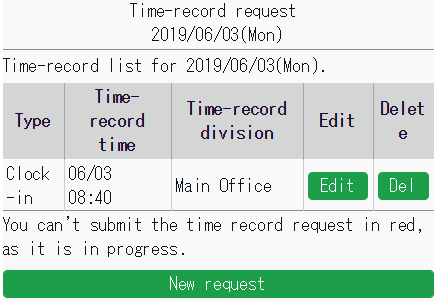 Time-record request
2019/06/03(Mon)
Time-record list for 2019/06/03(Mon).
Type
Time-
record
time
Time-record
division
Edit
Delet
e
Clock
-in
06/03
08:40
Main Office
Edit
Del
You can't submit the time record request in red,
as it is in progress.
New request